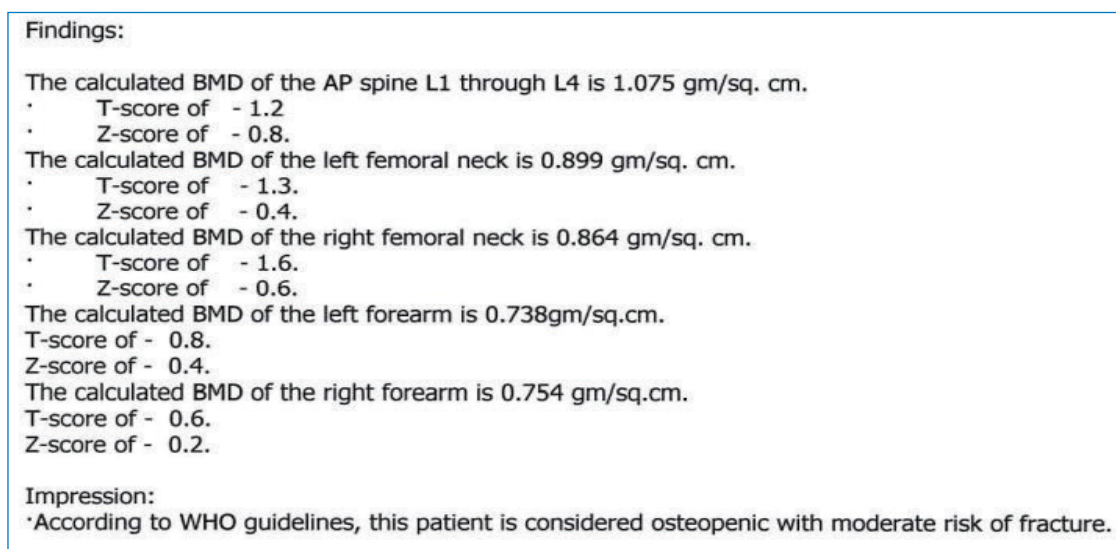 Findings:
The calculated BMD of the AP spine L1 through L4 is 1.075 gm/sq. cm.
· T-score of - 1.2
· Z-score of - 0.8.
The calculated BMD of the left femoral neck is 0.899 gm/sq. cm.
· T-score of - 1.3.
· Z-score of - 0.4.
The calculated BMD of the right femoral neck is 0.864 gm/sq. cm.
· T-score of - 1.6.
· Z-score of - 0.6.
The calculated BMD of the left forearm is 0.738gm/sq.cm.
T-score of - 0.8.
Z-score of - 0.4.
The calculated BMD of the right forearm is 0.754 gm/sq.cm.
T-score of - 0.6.
Z-score of - 0.2.
Impression:
·According to WHO guidelines, this patient is considered osteopenic with moderate risk of fracture.